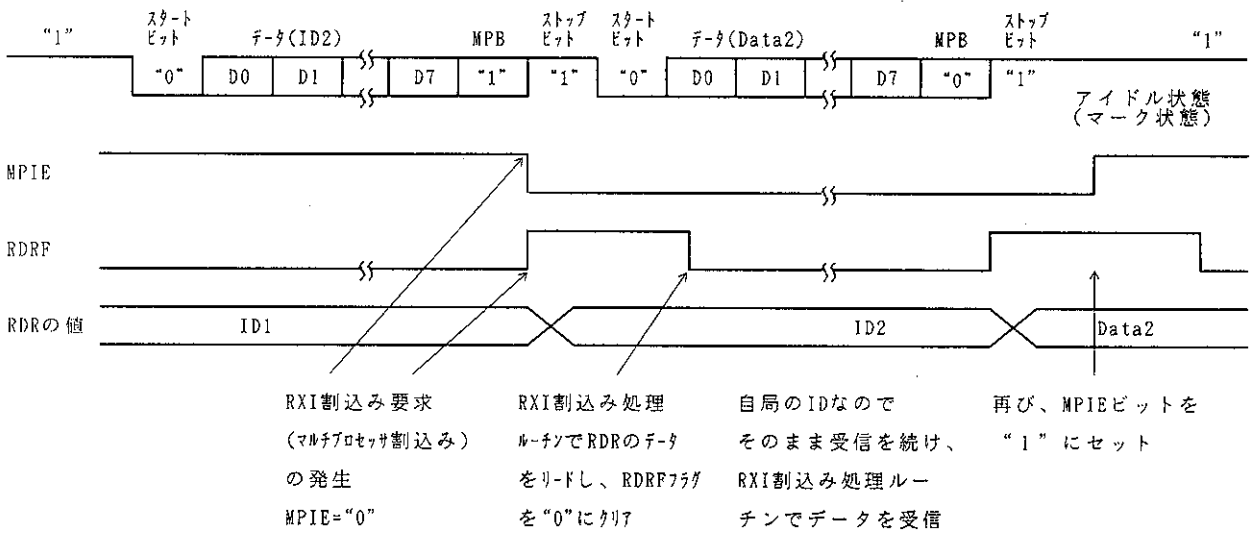 スタート ストップ スタート ストップ
“1” ビット データ(ID2) MPB ビット ビット データ(Data2) MPB ビット “1”
“0” D0 D1 D7 “1” “1” “0” D0 D1 D7 “0” “1”
アイドル状態
(マーク状態)
MPIE
RDRF
RDRの値 ID1 ID2 Data2
RXI割込み要求
(マルチプロセッサ割込み)
の発生
MPIE=“0”
RXI割込み処理
ルーチンでRDRのデータ
をリードし、RDRFフラグ
を“0”にクリア
自局のIDなので
そのまま受信を続け、
RXI割込み処理ルー
チンでデータを受信
再び、MPIEビットを
“1”にセット